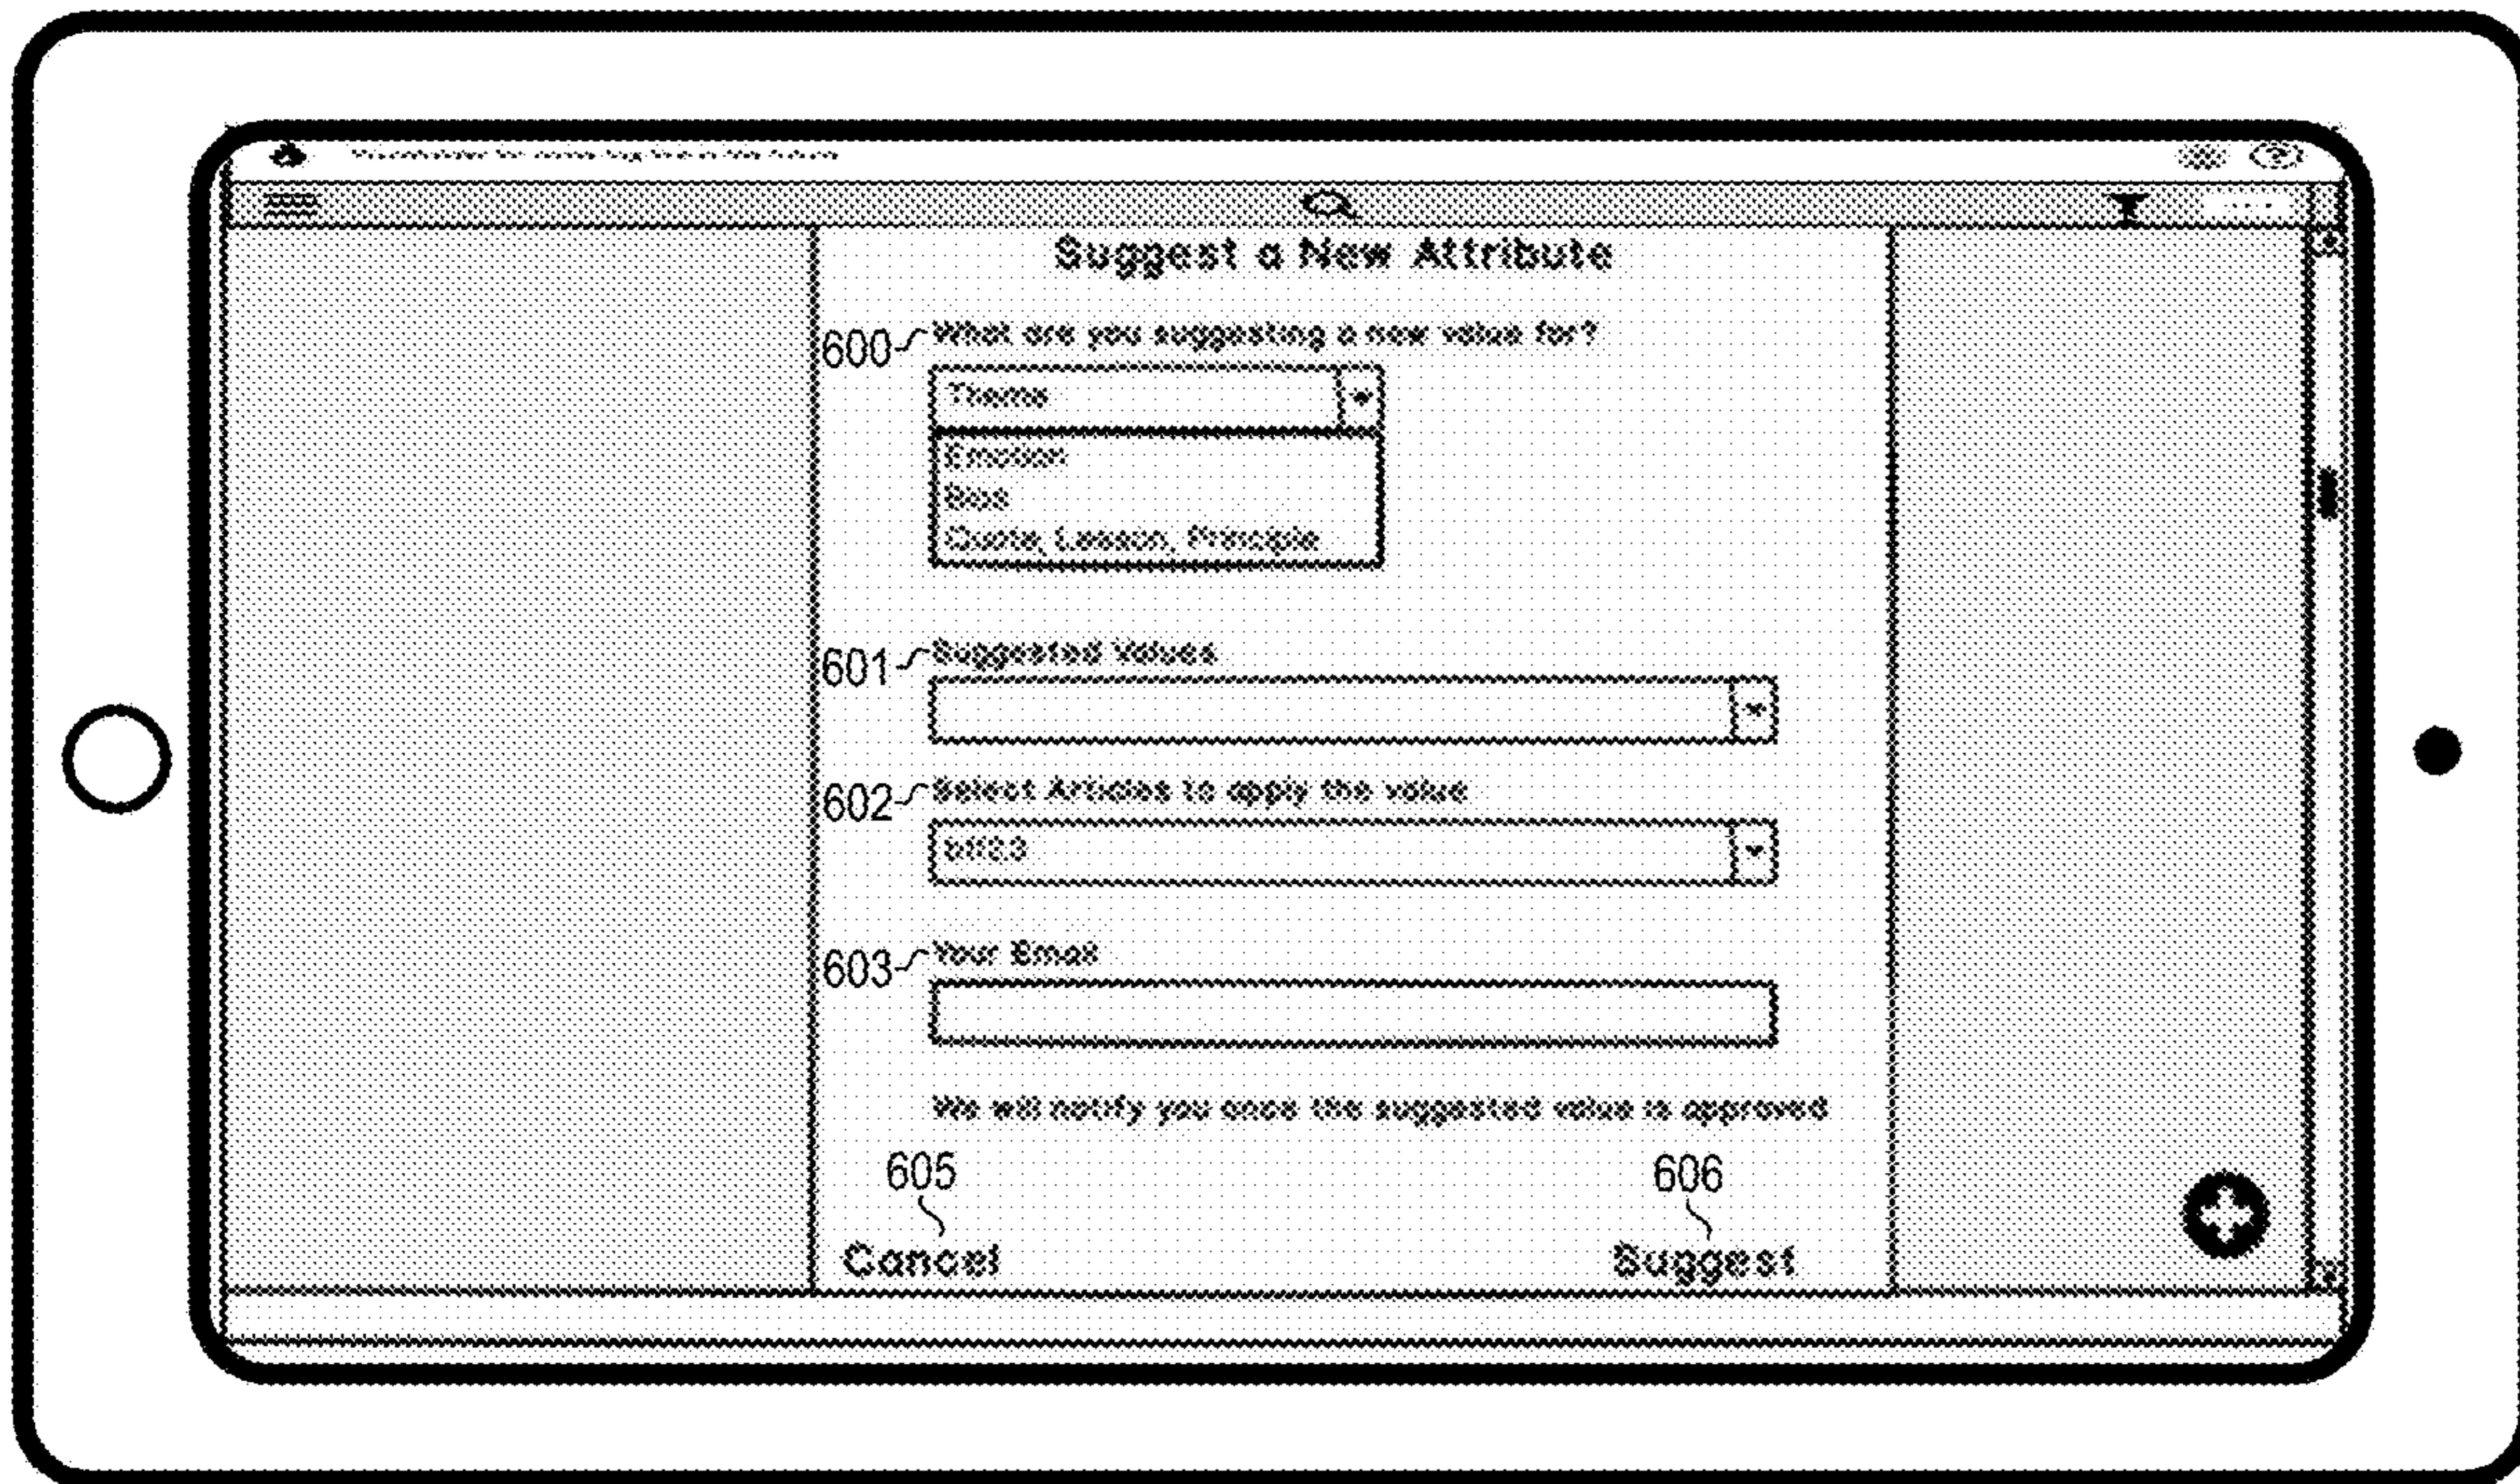 Suggest a New Attribute
600 What are you suggesting a new value for?
Theme
Emotion
Bias
Quote, Lesson, Principle
601 Suggested Values
602 Select Articles to apply the value
603 Your Email
We will notify you once the suggested value is approved
605 606
Cancel Suggest